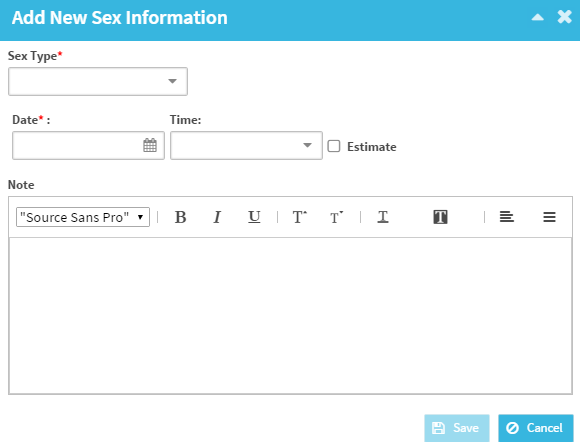 Add New Sex Information
Sex Type*
Date* : Time:
Estimate
Note
"Source Sans Pro" B I U T T T T
Save Cancel